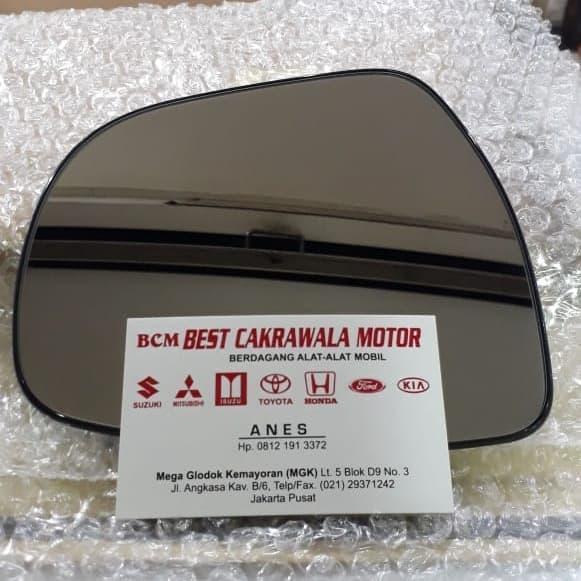 BCM BEST CAKRAWALA MOTOR
BERDAGANG ALAT-ALAT MOBIL
SUZUKI MITSUBISHI ISUZU TOYOTA HONDA Ford KIA
ANES
Hp. 0812 191 3372
Mega Glodok Kemayoran (MGK) Lt. 5 Blok D9 No. 3
Jl. Angkasa Kav. B/6, Telp/Fax. (021) 29371242
Jakarta Pusat